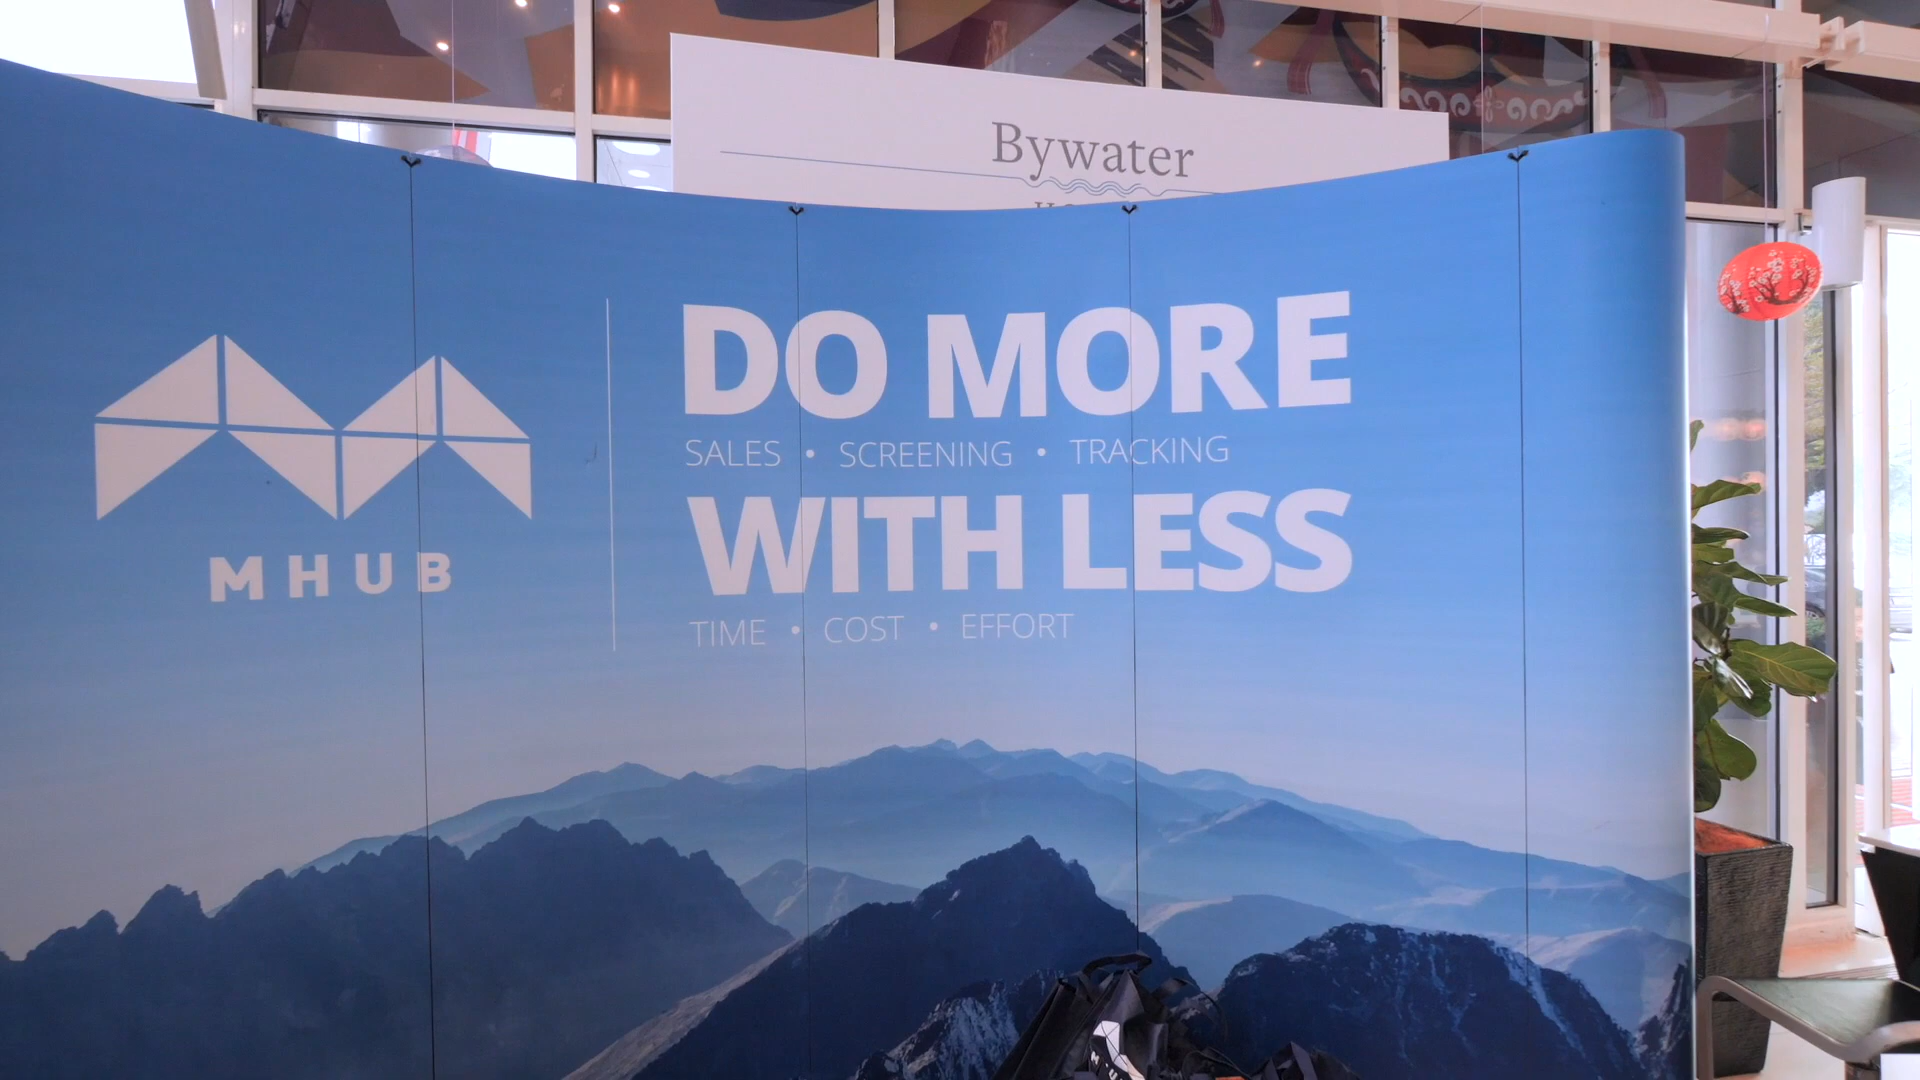 Bywater
MHUB
DO MORE
SALES • SCREENING • TRACKING
WITH LESS
TIME • COST • EFFORT